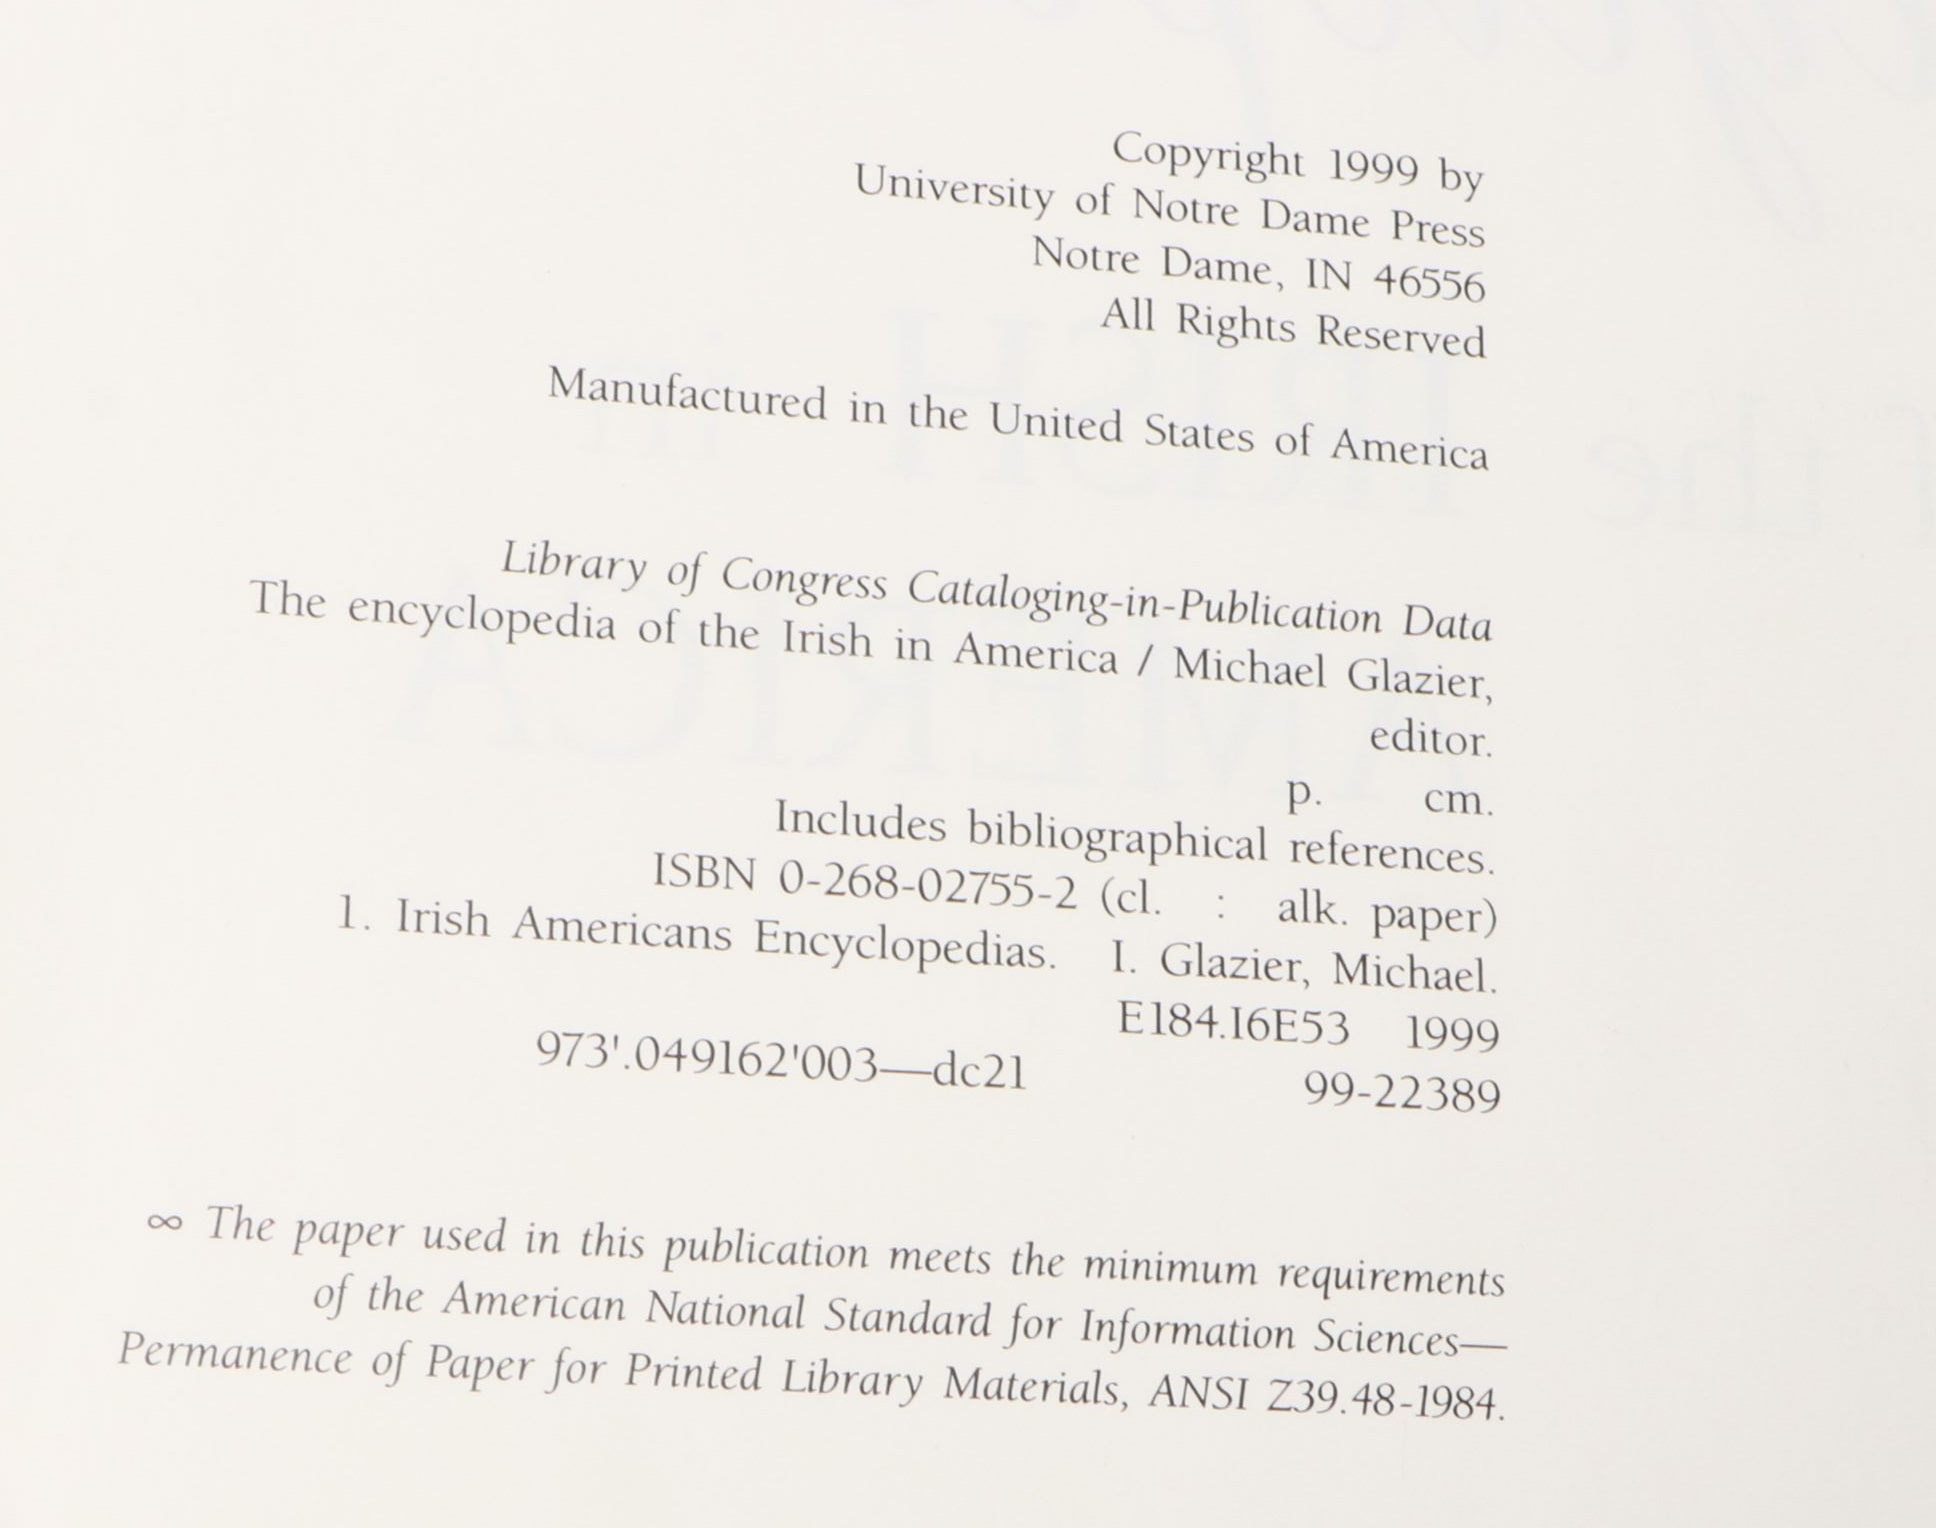 Copyright 1999 by
University of Notre Dame Press
Notre Dame, IN 46556
All Rights Reserved
Manufactured in the United States of America
Library of Congress Cataloging-in-Publication Data
The encyclopedia of the Irish in America / Michael Glazier,
editor.
p. cm.
Includes bibliographical references.
ISBN 0-268-02755-2 (cl. : alk. paper)
1. Irish Americans Encyclopedias. I. Glazier, Michael.
E184.I6E53 1999
973'.049162'003—dc21 99-22389
∞ The paper used in this publication meets the minimum requirements
of the American National Standard for Information Sciences—
Permanence of Paper for Printed Library Materials, ANSI Z39.48-1984.